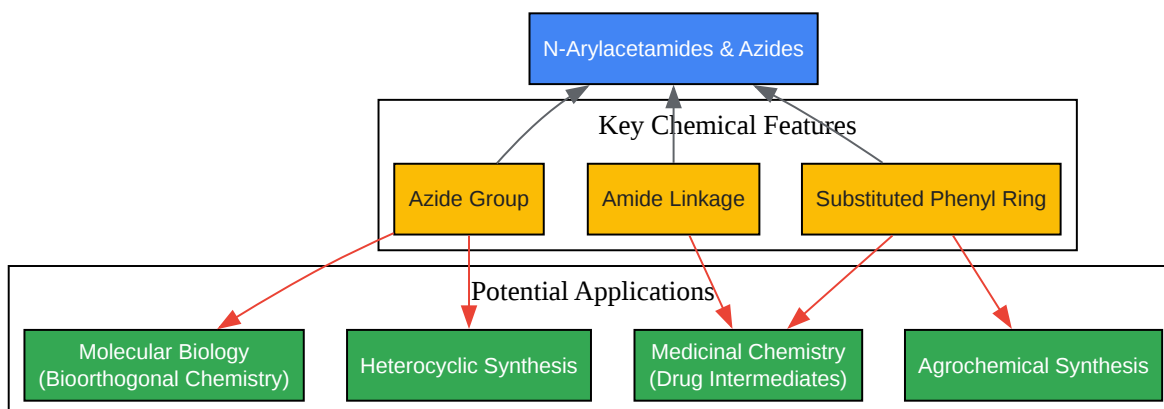 N-Arylacetamides & Azides
Key Chemical Features
Azide Group
Amide Linkage
Substituted Phenyl Ring
Potential Applications
Molecular Biology
(Bioorthogonal Chemistry)
Heterocyclic Synthesis
Medicinal Chemistry
(Drug Intermediates)
Agrochemical Synthesis